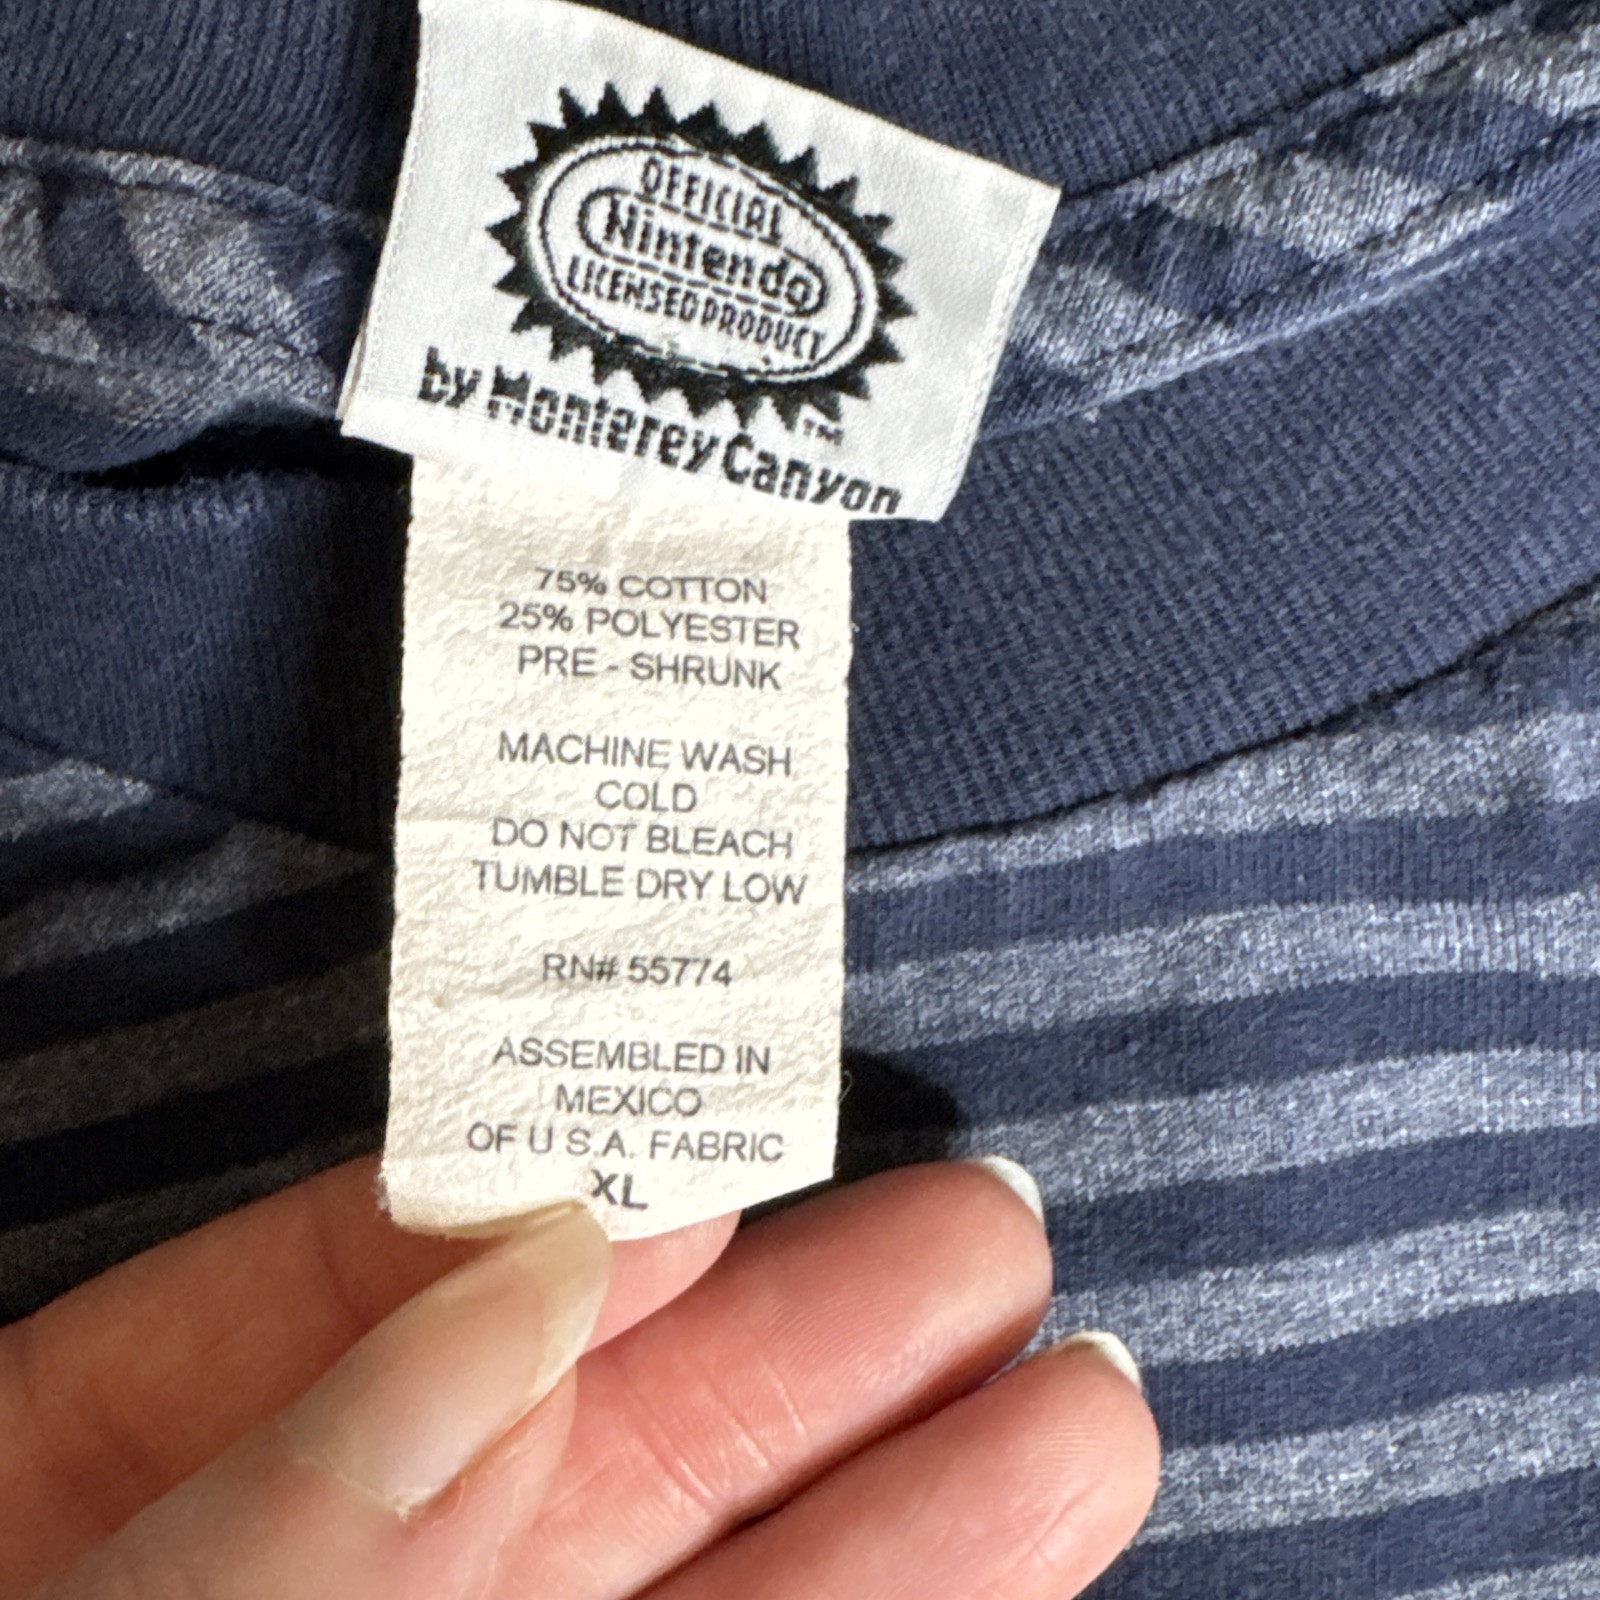 OFFICIAL
Nintendo
LICENSED PRODUCT
TM
by Monterey Canyon
75% COTTON
25% POLYESTER
PRE - SHRUNK
MACHINE WASH
COLD
DO NOT BLEACH
TUMBLE DRY LOW
RN# 55774
ASSEMBLED IN
MEXICO
OF U S.A. FABRIC
XL